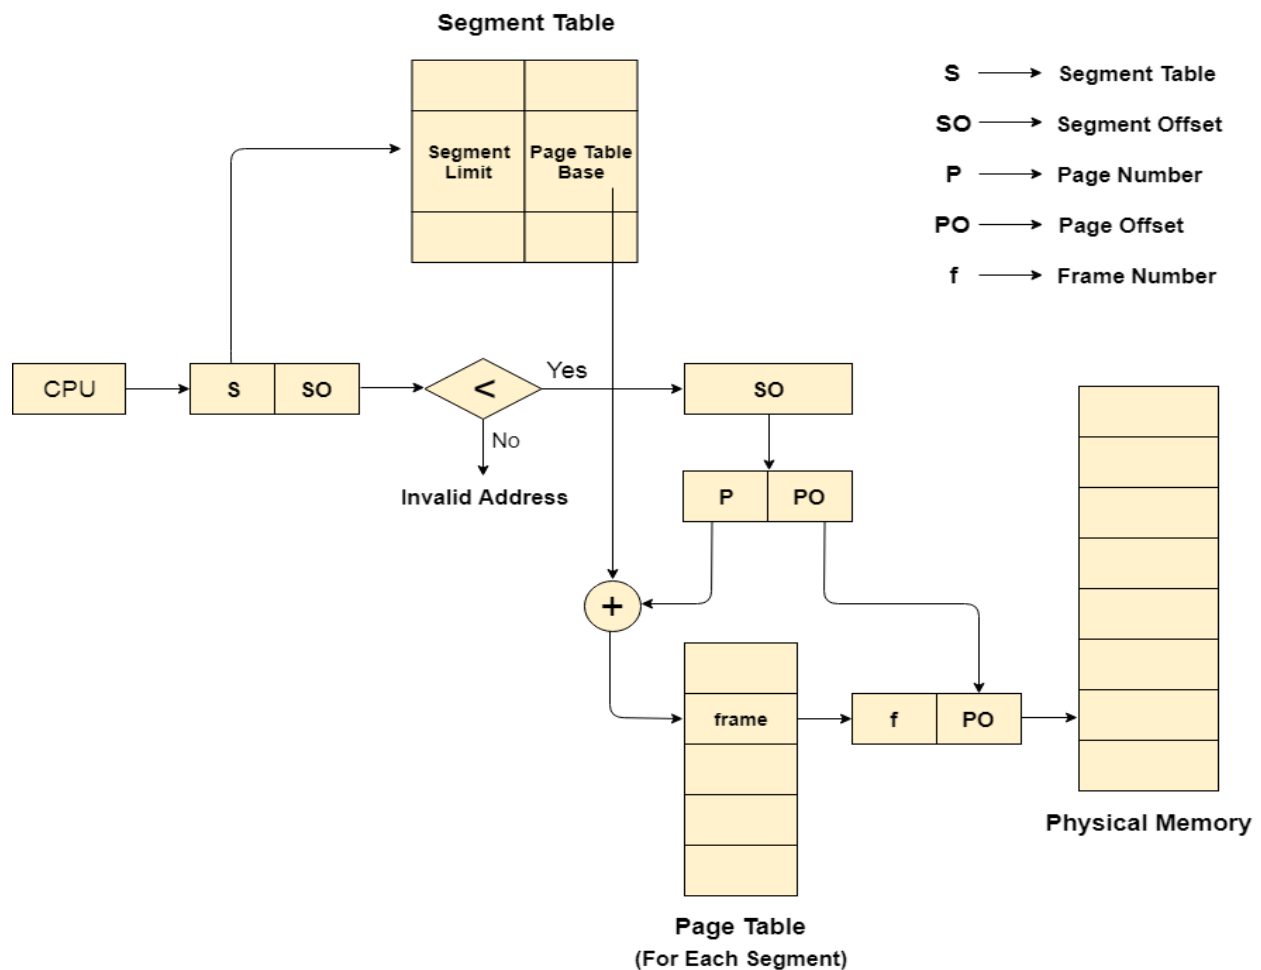 Segment Table
S Segment Table
SO Segment Offset
P Page Number
PO Page Offset
f Frame Number
Segment
Limit
Page Table
Base
CPU
S
SO
<
Yes
No
Invalid Address
SO
P
PO
+
frame
f
PO
Physical Memory
Page Table
(For Each Segment)